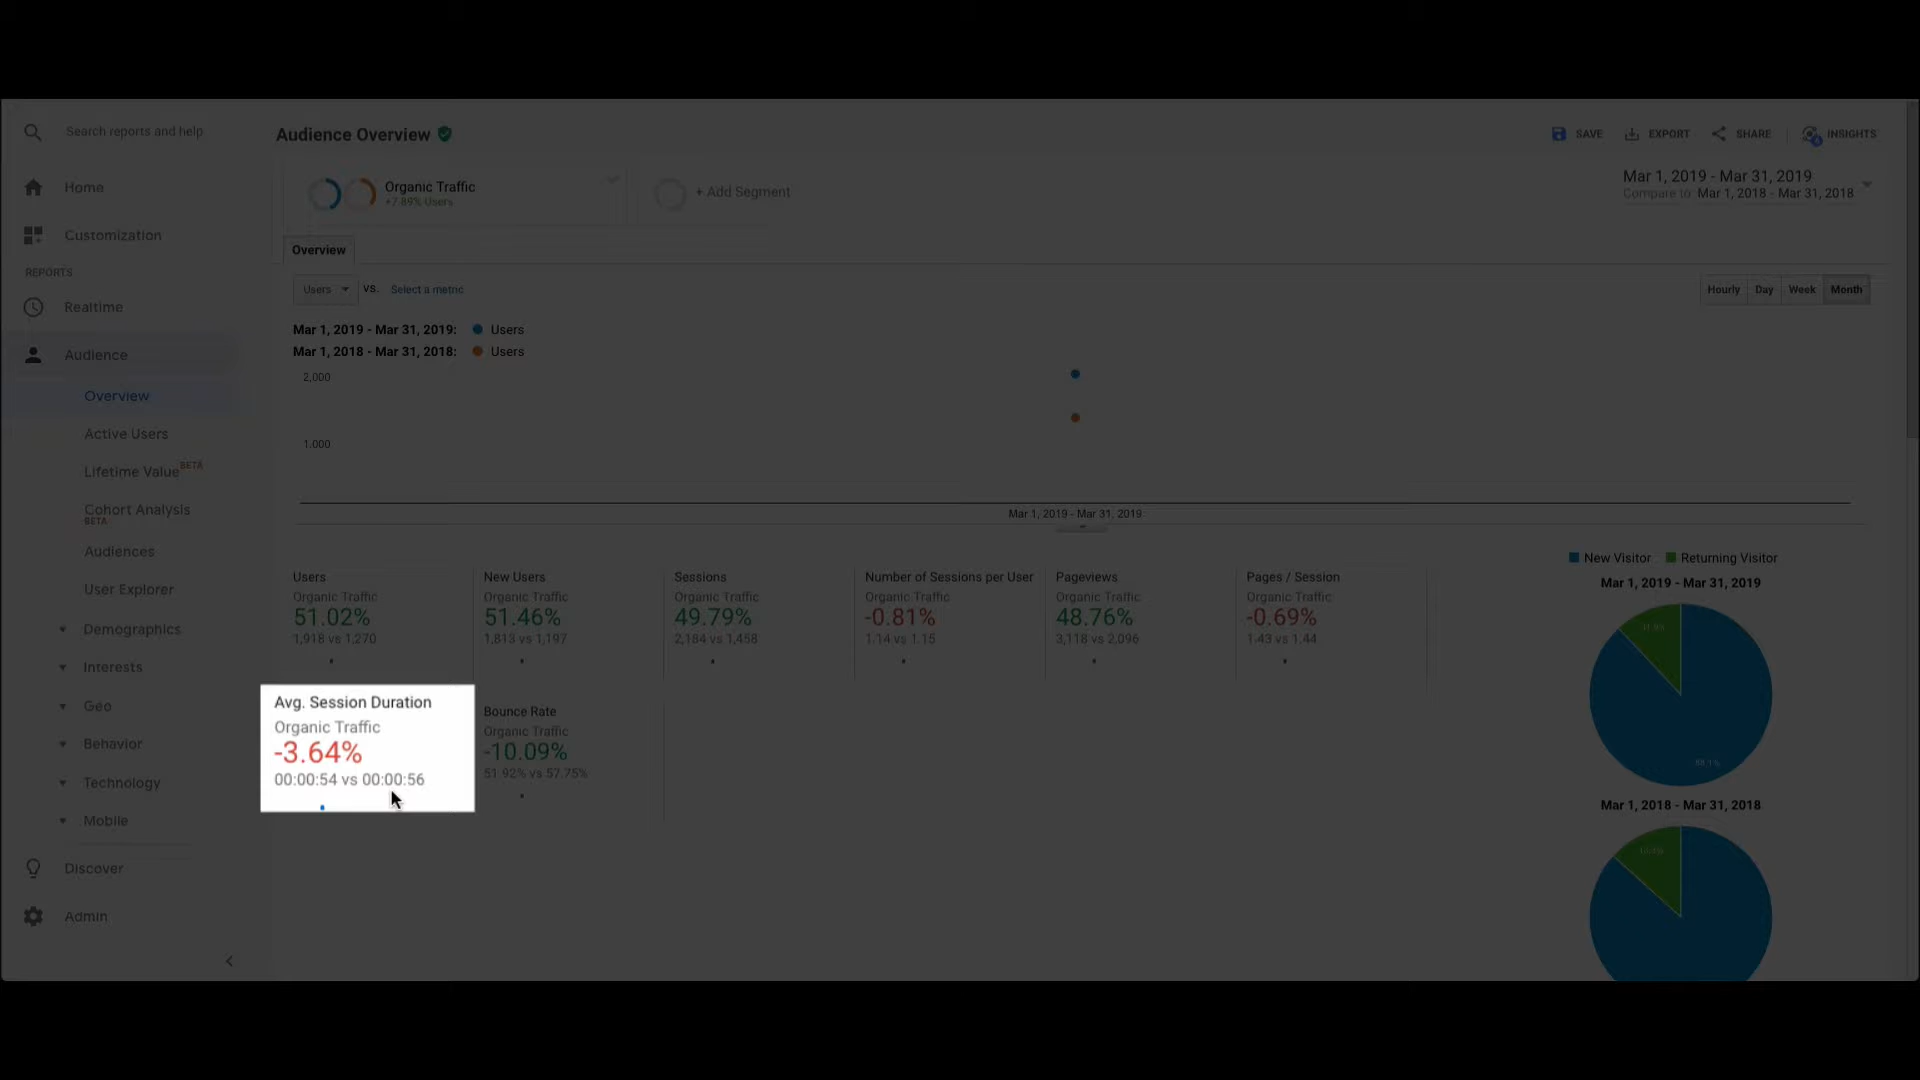 Search reports and help
Home
Customization
REPORTS
Realtime
Audience
Overview
Active Users
Lifetime Value BETA
Cohort Analysis
BETA
Audiences
User Explorer
Demographics
Interests
Geo
Behavior
Technology
Mobile
Discover
Admin
Audience Overview
SAVE
EXPORT
SHARE
INSIGHTS
Organic Traffic
+7.89% Users
+ Add Segment
Mar 1, 2019 - Mar 31, 2019
Compare to: Mar 1, 2018 - Mar 31, 2018
Overview
Users VS. Select a metric
Hourly Day Week Month
Mar 1, 2019 - Mar 31, 2019: Users
Mar 1, 2018 - Mar 31, 2018: Users
2,000
1,000
Mar 1, 2019 - Mar 31, 2019
Users
Organic Traffic
51.02%
1,918 vs 1,270
New Users
Organic Traffic
51.46%
1,813 vs 1,197
Sessions
Organic Traffic
49.79%
2,184 vs 1,458
Number of Sessions per User
Organic Traffic
-0.81%
1.14 vs 1.15
Pageviews
Organic Traffic
48.76%
3,118 vs 2,096
Pages / Session
Organic Traffic
-0.69%
1.43 vs 1.44
Avg. Session Duration
Organic Traffic
-3.64%
00:00:54 vs 00:00:56
Bounce Rate
Organic Traffic
-10.09%
51.92% vs 57.75%
New Visitor Returning Visitor
Mar 1, 2019 - Mar 31, 2019
11.9%
88.1%
Mar 1, 2018 - Mar 31, 2018